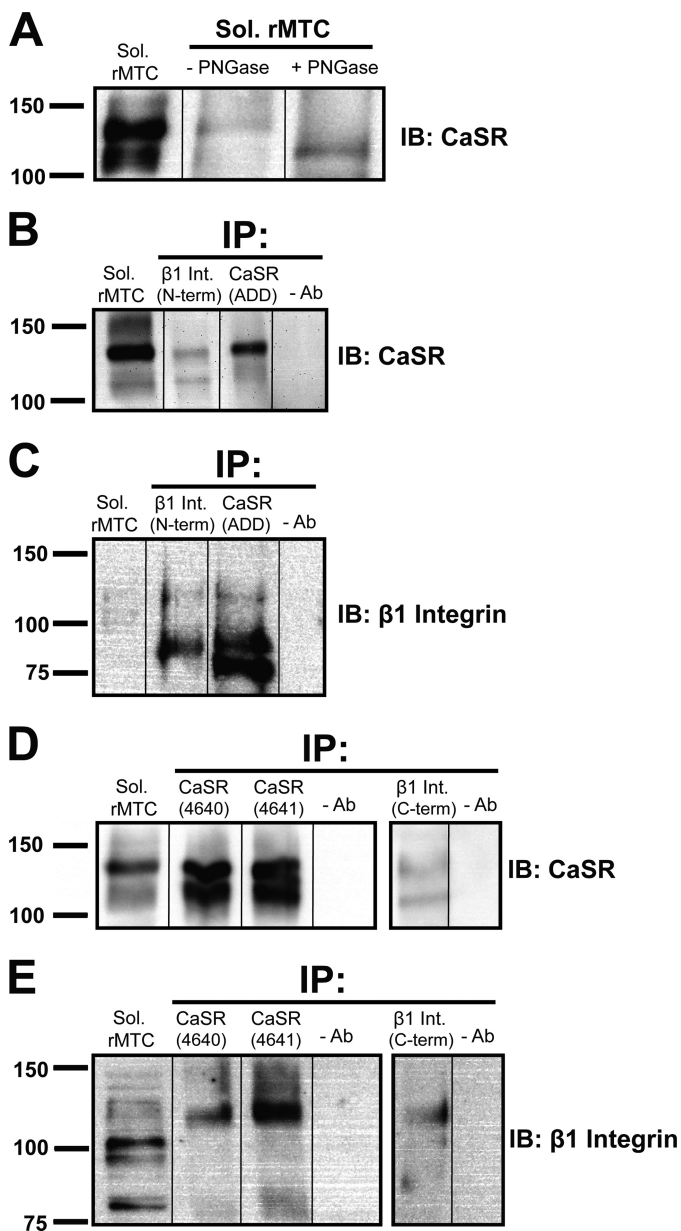 A
Sol. rMTC
Sol.
rMTC
- PNGase
+ PNGase
150
100
IB: CaSR
B
IP:
Sol.
rMTC
β1 Int.
(N-term)
CaSR
(ADD)
- Ab
150
100
IB: CaSR
C
IP:
Sol.
rMTC
β1 Int.
(N-term)
CaSR
(ADD)
- Ab
150
100
75
IB: β1 Integrin
D
IP:
Sol.
rMTC
CaSR
(4640)
CaSR
(4641)
- Ab
β1 Int.
(C-term)
- Ab
150
100
IB: CaSR
E
IP:
Sol.
rMTC
CaSR
(4640)
CaSR
(4641)
- Ab
β1 Int.
(C-term)
- Ab
150
100
75
IB: β1 Integrin